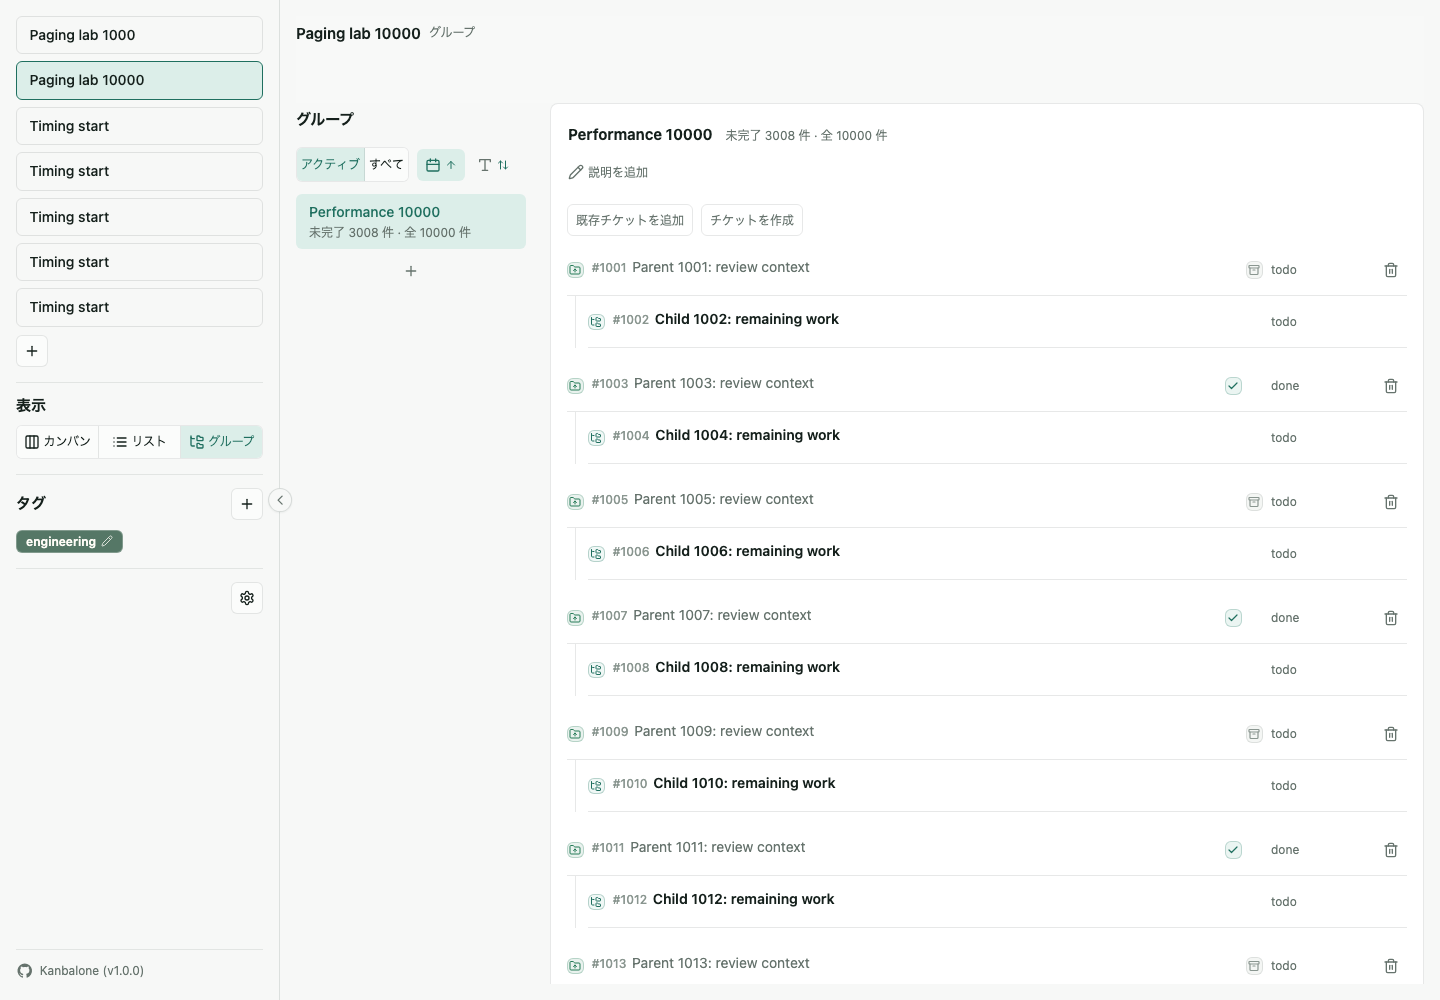 Paging lab 1000
Paging lab 10000
Timing start
Timing start
Timing start
Timing start
Timing start
表示
カンバン リスト グループ
タグ
engineering
Kanbalone (v1.0.0)
Paging lab 10000 グループ
グループ
アクティブ すべて
Performance 10000
未完了 3008 件 · 全 10000 件
Performance 10000 未完了 3008 件 · 全 10000 件
説明を追加
既存チケットを追加 チケットを作成
#1001 Parent 1001: review context todo
#1002 Child 1002: remaining work todo
#1003 Parent 1003: review context done
#1004 Child 1004: remaining work todo
#1005 Parent 1005: review context todo
#1006 Child 1006: remaining work todo
#1007 Parent 1007: review context done
#1008 Child 1008: remaining work todo
#1009 Parent 1009: review context todo
#1010 Child 1010: remaining work todo
#1011 Parent 1011: review context done
#1012 Child 1012: remaining work todo
#1013 Parent 1013: review context todo